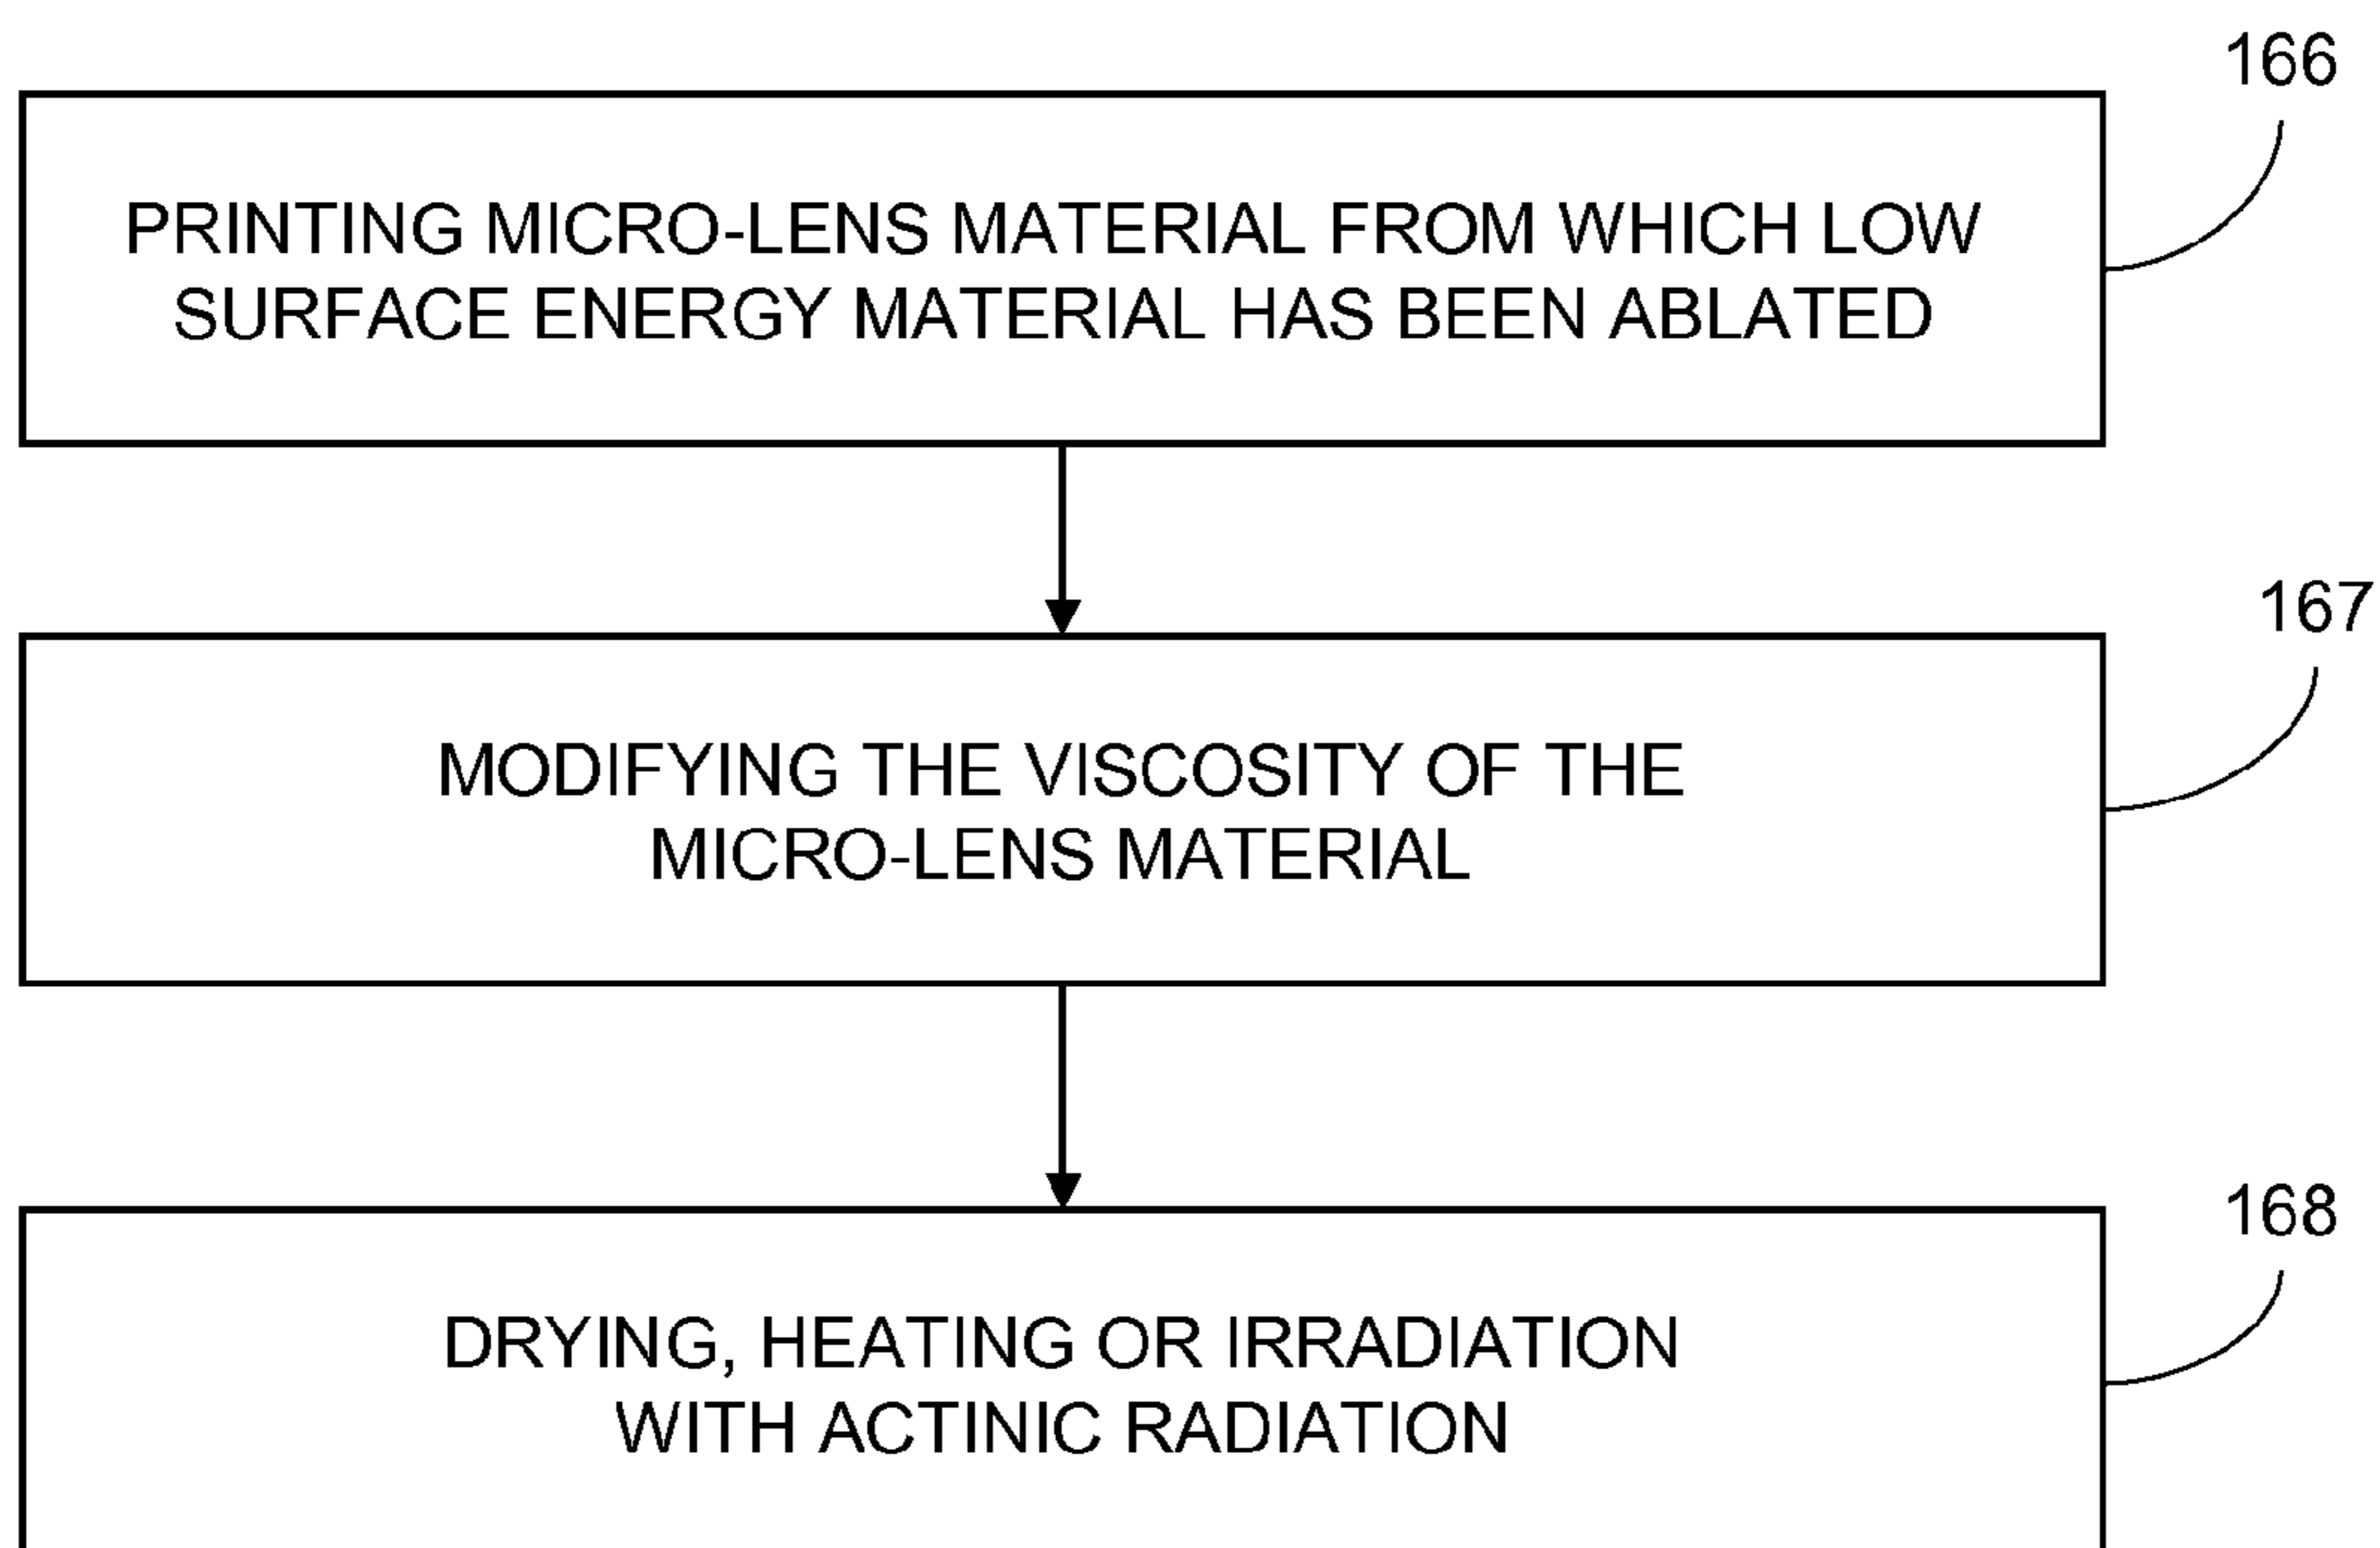 166
PRINTING MICRO-LENS MATERIAL FROM WHICH LOW
SURFACE ENERGY MATERIAL HAS BEEN ABLATED
167
MODIFYING THE VISCOSITY OF THE
MICRO-LENS MATERIAL
168
DRYING, HEATING OR IRRADIATION
WITH ACTINIC RADIATION